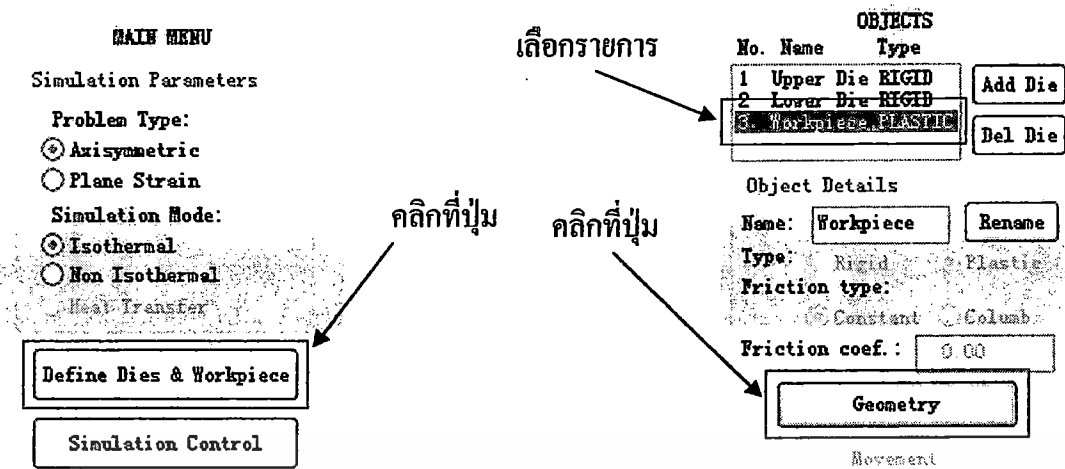 MAIN MENU
Simulation Parameters
Problem Type:
Axisymmetric
Plane Strain
Simulation Mode:
Isothermal
Non Isothermal
Heat Transfer
Define Dies & Workpiece
Simulation Control
คลิกที่ปุ่ม
เลือกรายการ
คลิกที่ปุ่ม
OBJECTS
No. Name Type
1 Upper Die RIGID
2 Lower Die RIGID
3. Workpiece PLASTIC
Add Die
Del Die
Object Details
Name: Workpiece Rename
Type: Rigid Plastic
Friction type:
Constant Columb
Friction coef.: 0.00
Geometry
Movement